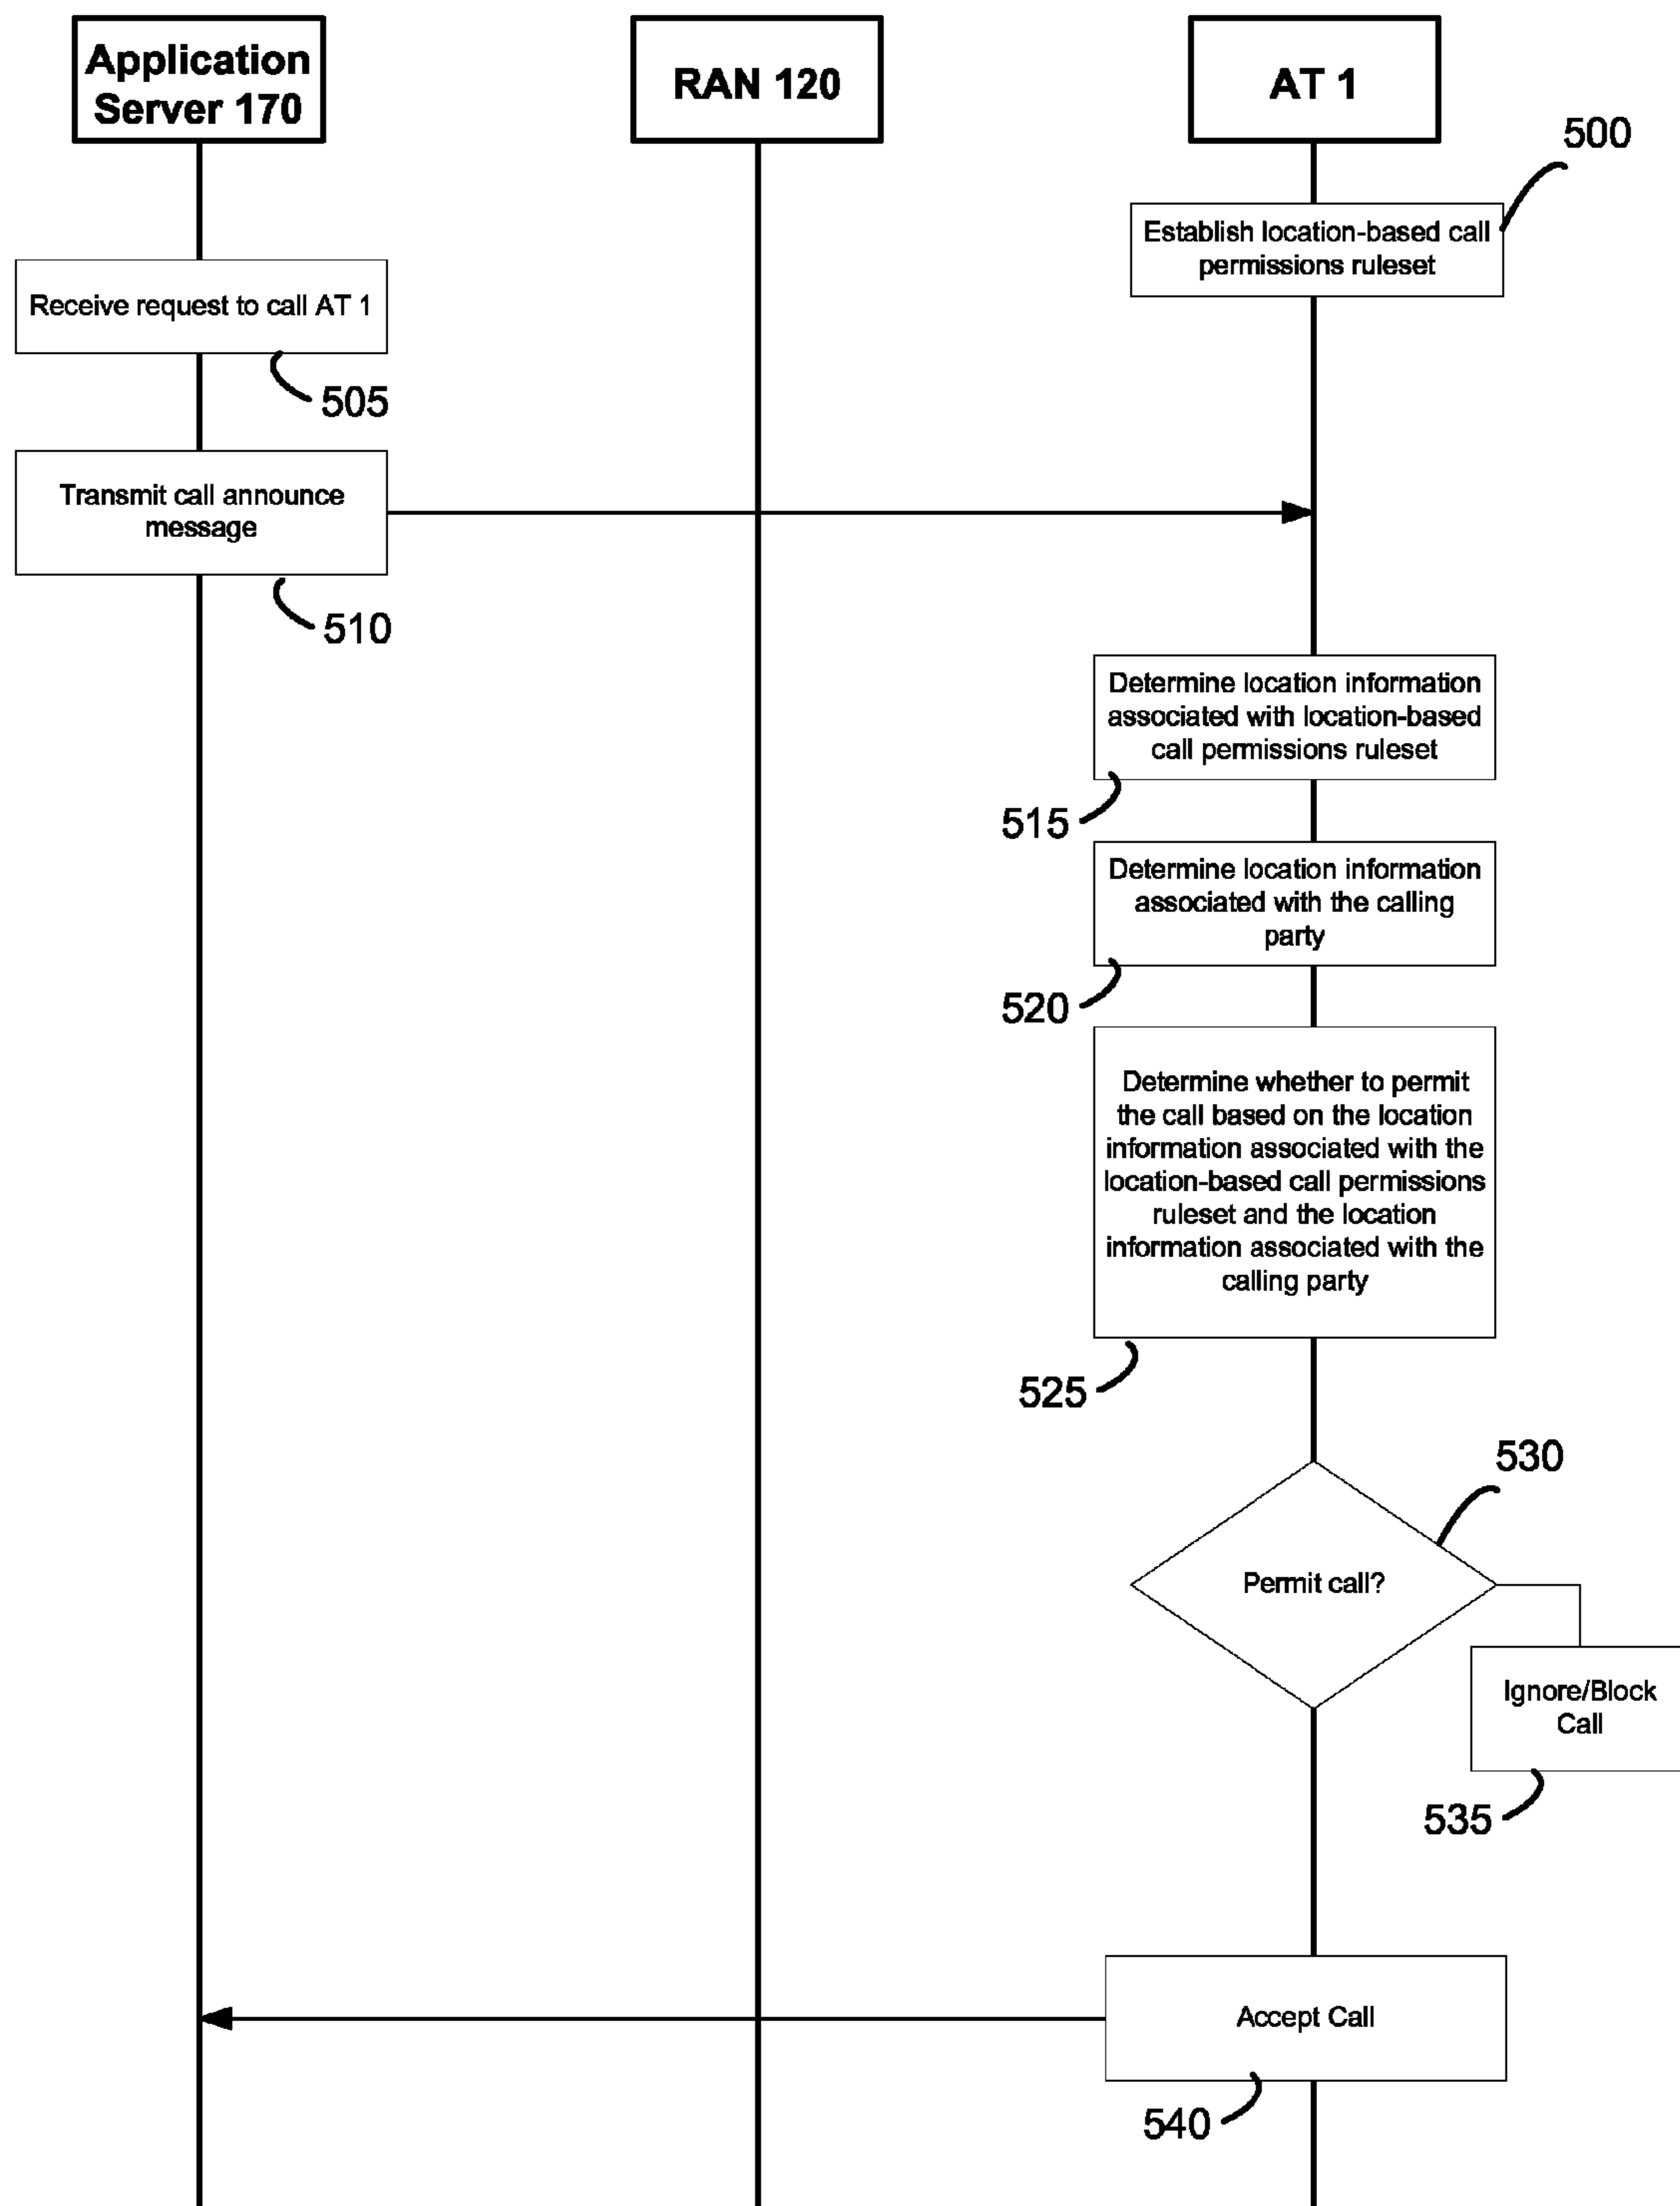 Application
Server 170
RAN 120
AT 1
500
Establish location-based call
permissions ruleset
Receive request to call AT 1
505
Transmit call announce
message
510
Determine location information
associated with location-based
call permissions ruleset
515
Determine location information
associated with the calling
party
520
Determine whether to permit
the call based on the location
information associated with the
location-based call permissions
ruleset and the location
information associated with the
calling party
525
530
Permit call?
Ignore/Block
Call
535
Accept Call
540